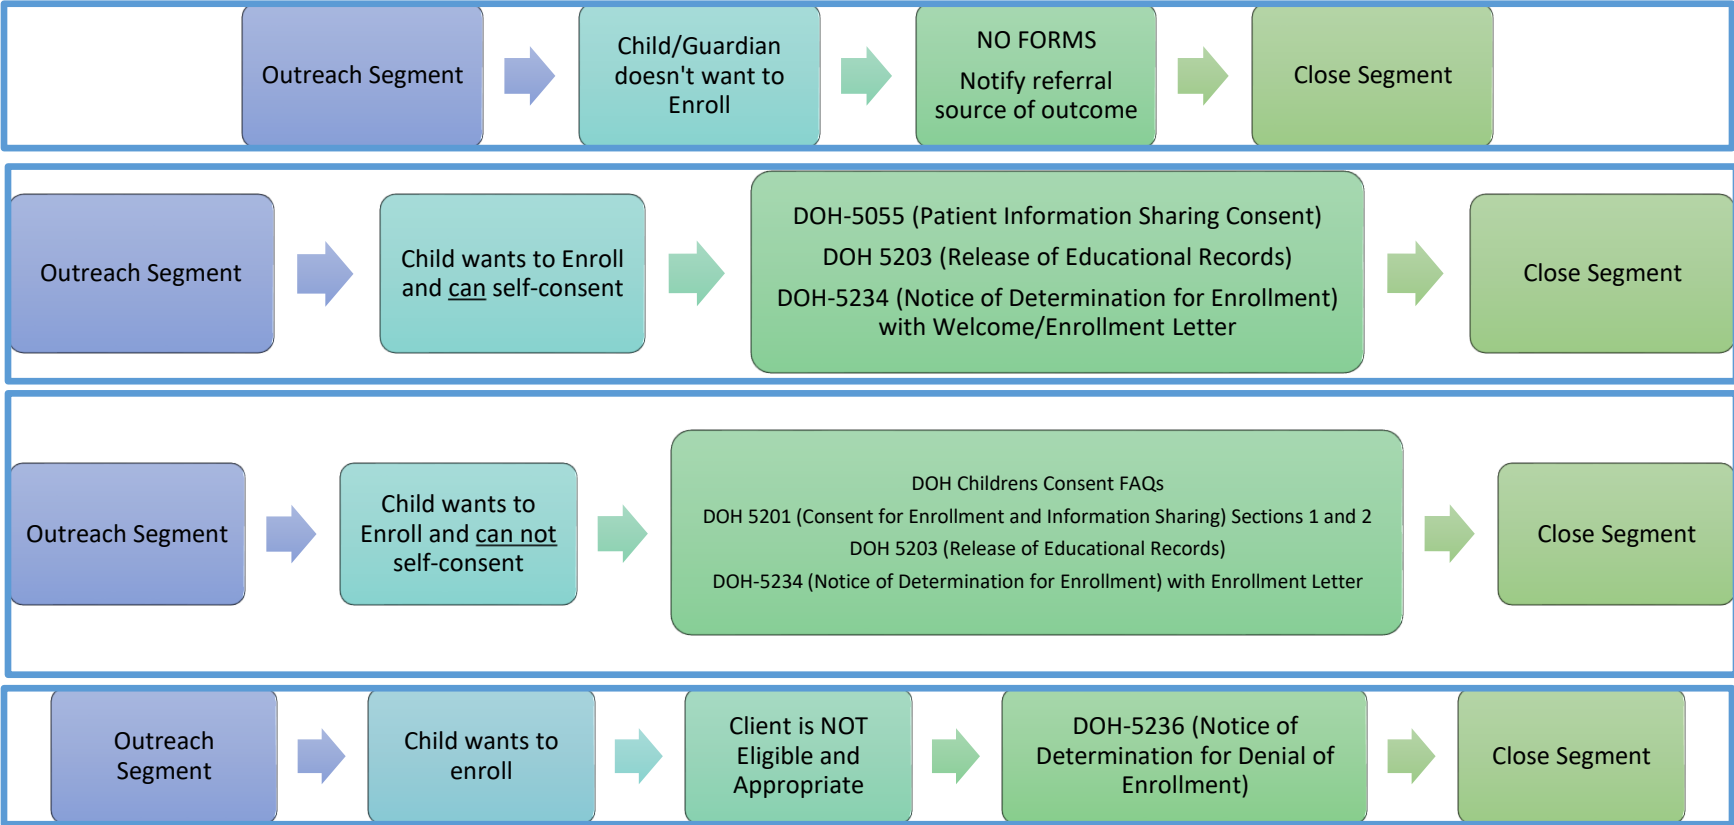 Outreach Segment
Child/Guardian
doesn't want to
Enroll
NO FORMS
Notify referral
source of outcome
Close Segment
Outreach Segment
Child wants to Enroll
and can self-consent
DOH-5055 (Patient Information Sharing Consent)
DOH 5203 (Release of Educational Records)
DOH-5234 (Notice of Determination for Enrollment)
with Welcome/Enrollment Letter
Close Segment
Outreach Segment
Child wants to
Enroll and can not
self-consent
DOH Childrens Consent FAQs
DOH 5201 (Consent for Enrollment and Information Sharing) Sections 1 and 2
DOH 5203 (Release of Educational Records)
DOH-5234 (Notice of Determination for Enrollment) with Enrollment Letter
Close Segment
Outreach
Segment
Child wants to
enroll
Client is NOT
Eligible and
Appropriate
DOH-5236 (Notice of
Determination for Denial of
Enrollment)
Close Segment